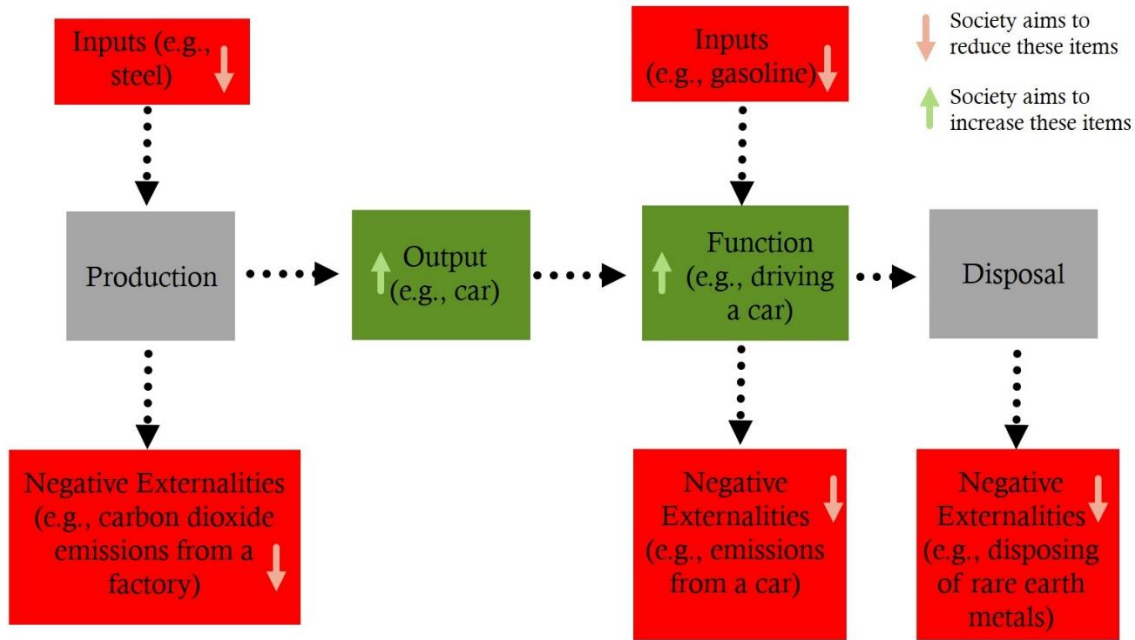 Inputs (e.g.,
steel)
Inputs
(e.g., gasoline)
Society aims to
reduce these items
Society aims to
increase these items
Production
Output
(e.g., car)
Function
(e.g., driving
a car)
Disposal
Negative Externalities
(e.g., carbon dioxide
emissions from a
factory)
Negative
Externalities
(e.g., emissions
from a car)
Negative
Externalities
(e.g., disposing
of rare earth
metals)